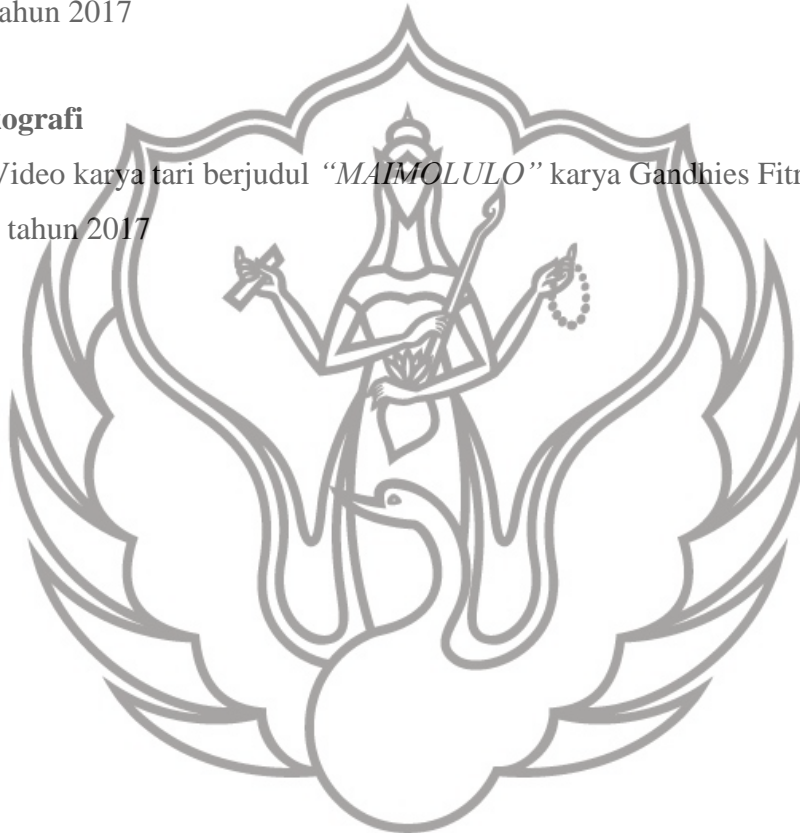 ahun 2017
ografi
Video karya tari berjudul “MAIMOLULO” karya Gandhies Fitr
tahun 2017